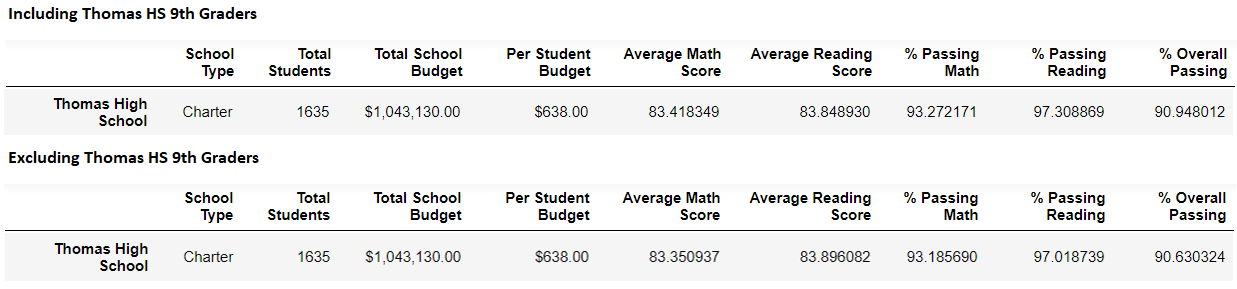 Including Thomas HS 9th Graders
School Type Total Students Total School Budget Per Student Budget Average Math Score Average Reading Score % Passing Math % Passing Reading % Overall Passing
Thomas High School Charter 1635 $1,043,130.00 $638.00 83.418349 83.848930 93.272171 97.308869 90.948012
Excluding Thomas HS 9th Graders
School Type Total Students Total School Budget Per Student Budget Average Math Score Average Reading Score % Passing Math % Passing Reading % Overall Passing
Thomas High School Charter 1635 $1,043,130.00 $638.00 83.350937 83.896082 93.185690 97.018739 90.630324